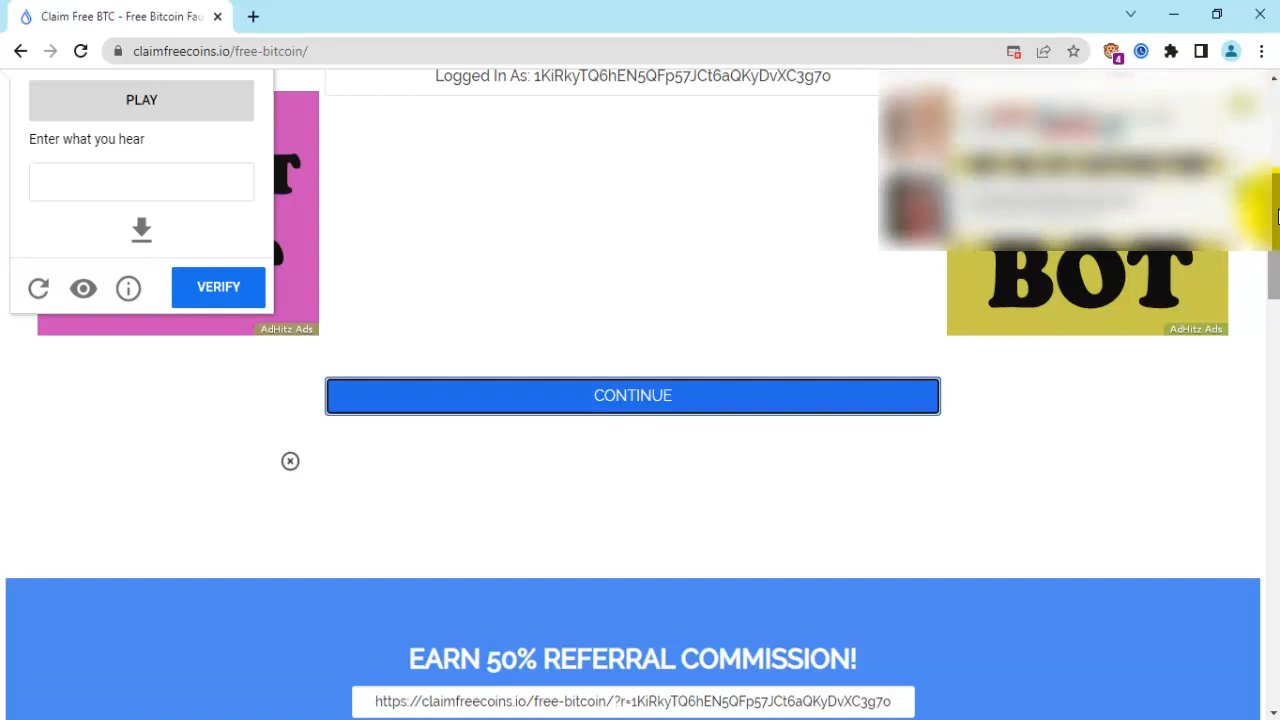 Claim Free BTC - Free Bitcoin Fau
claimfreecoins.io/free-bitcoin/
4
Logged In As: 1KiRkyTQ6hEN5QFp57JCt6aQKyDvXC3g7o
PLAY
Enter what you hear
VERIFY
AdHitz Ads
BOT
AdHitz Ads
CONTINUE
EARN 50% REFERRAL COMMISSION!
https://claimfreecoins.io/free-bitcoin/?r=1KiRkyTQ6hEN5QFp57JCt6aQKyDvXC3g7o